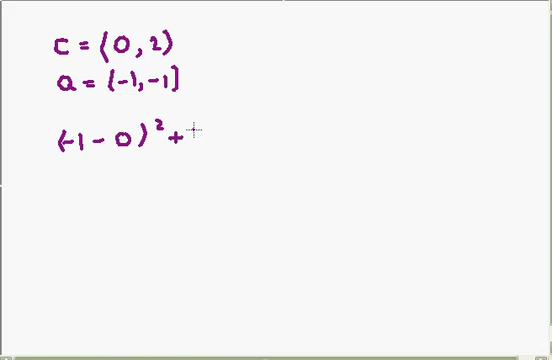 C = (0, 2)
Q = (-1, -1]
(-1 - 0)² +